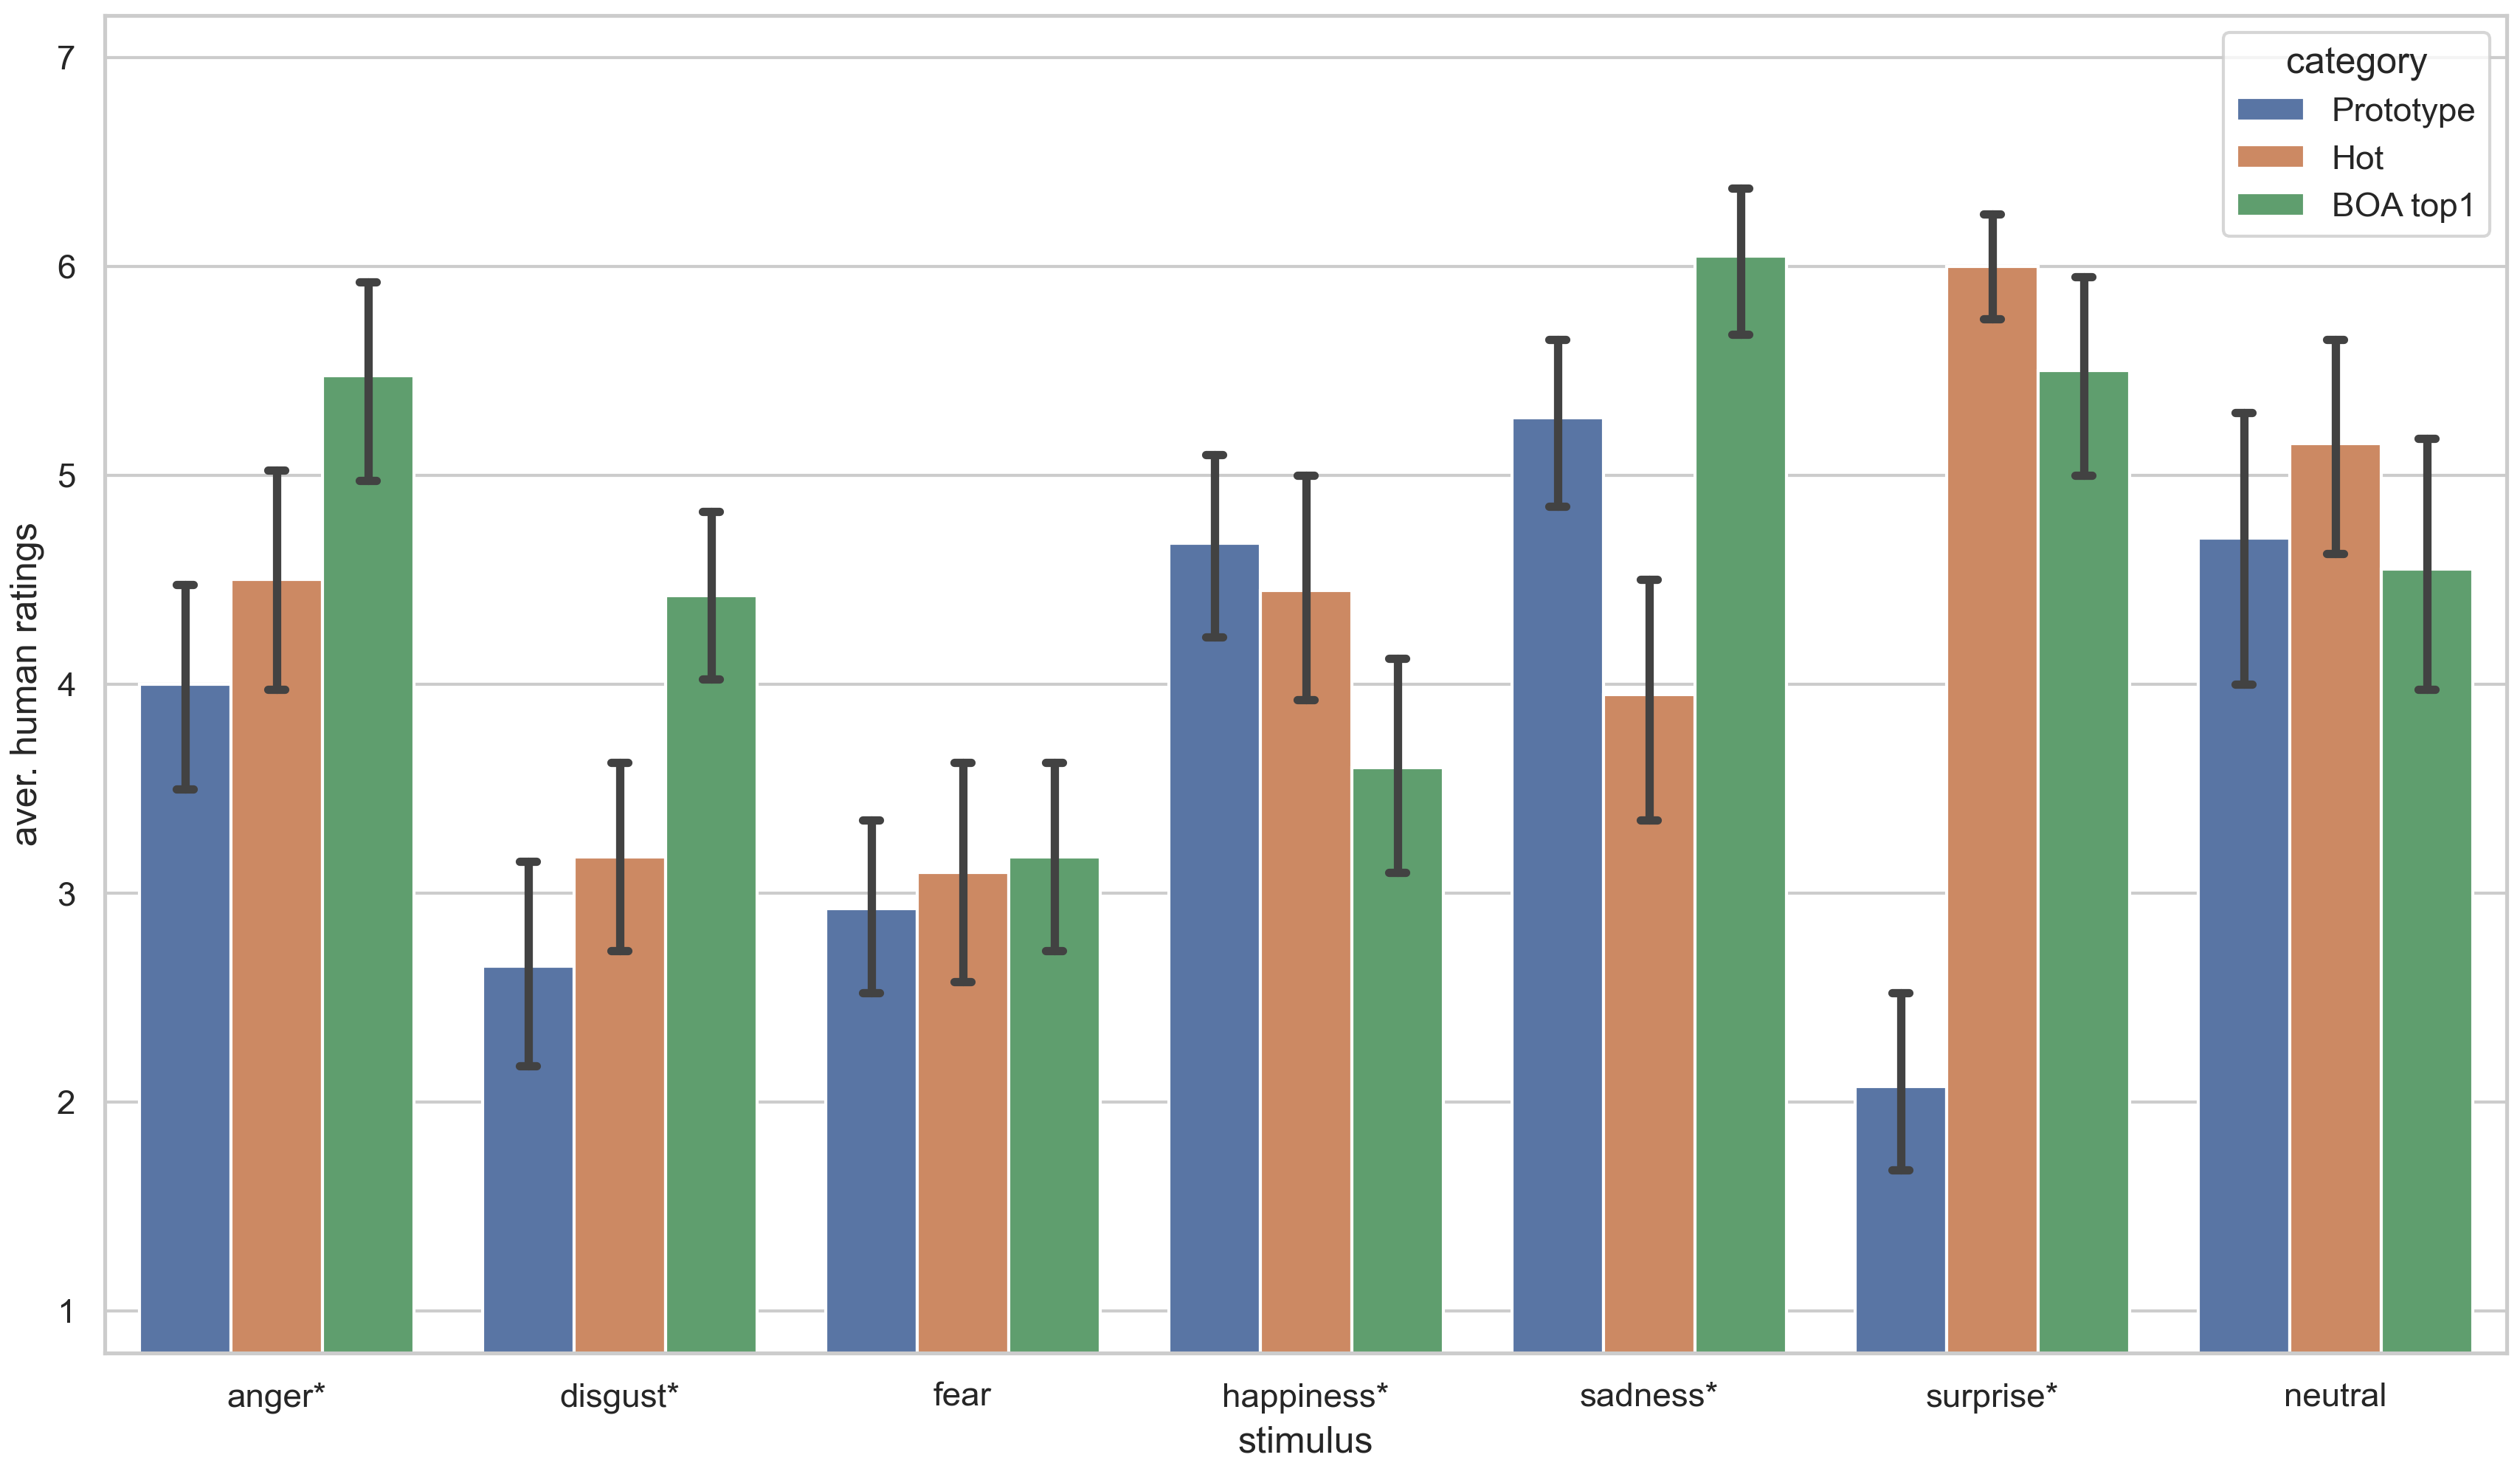 category
Prototype
Hot
BOA top1
aver. human ratings
7
6
5
4
3
2
1
anger* disgust* fear happiness* sadness* surprise* neutral
stimulus